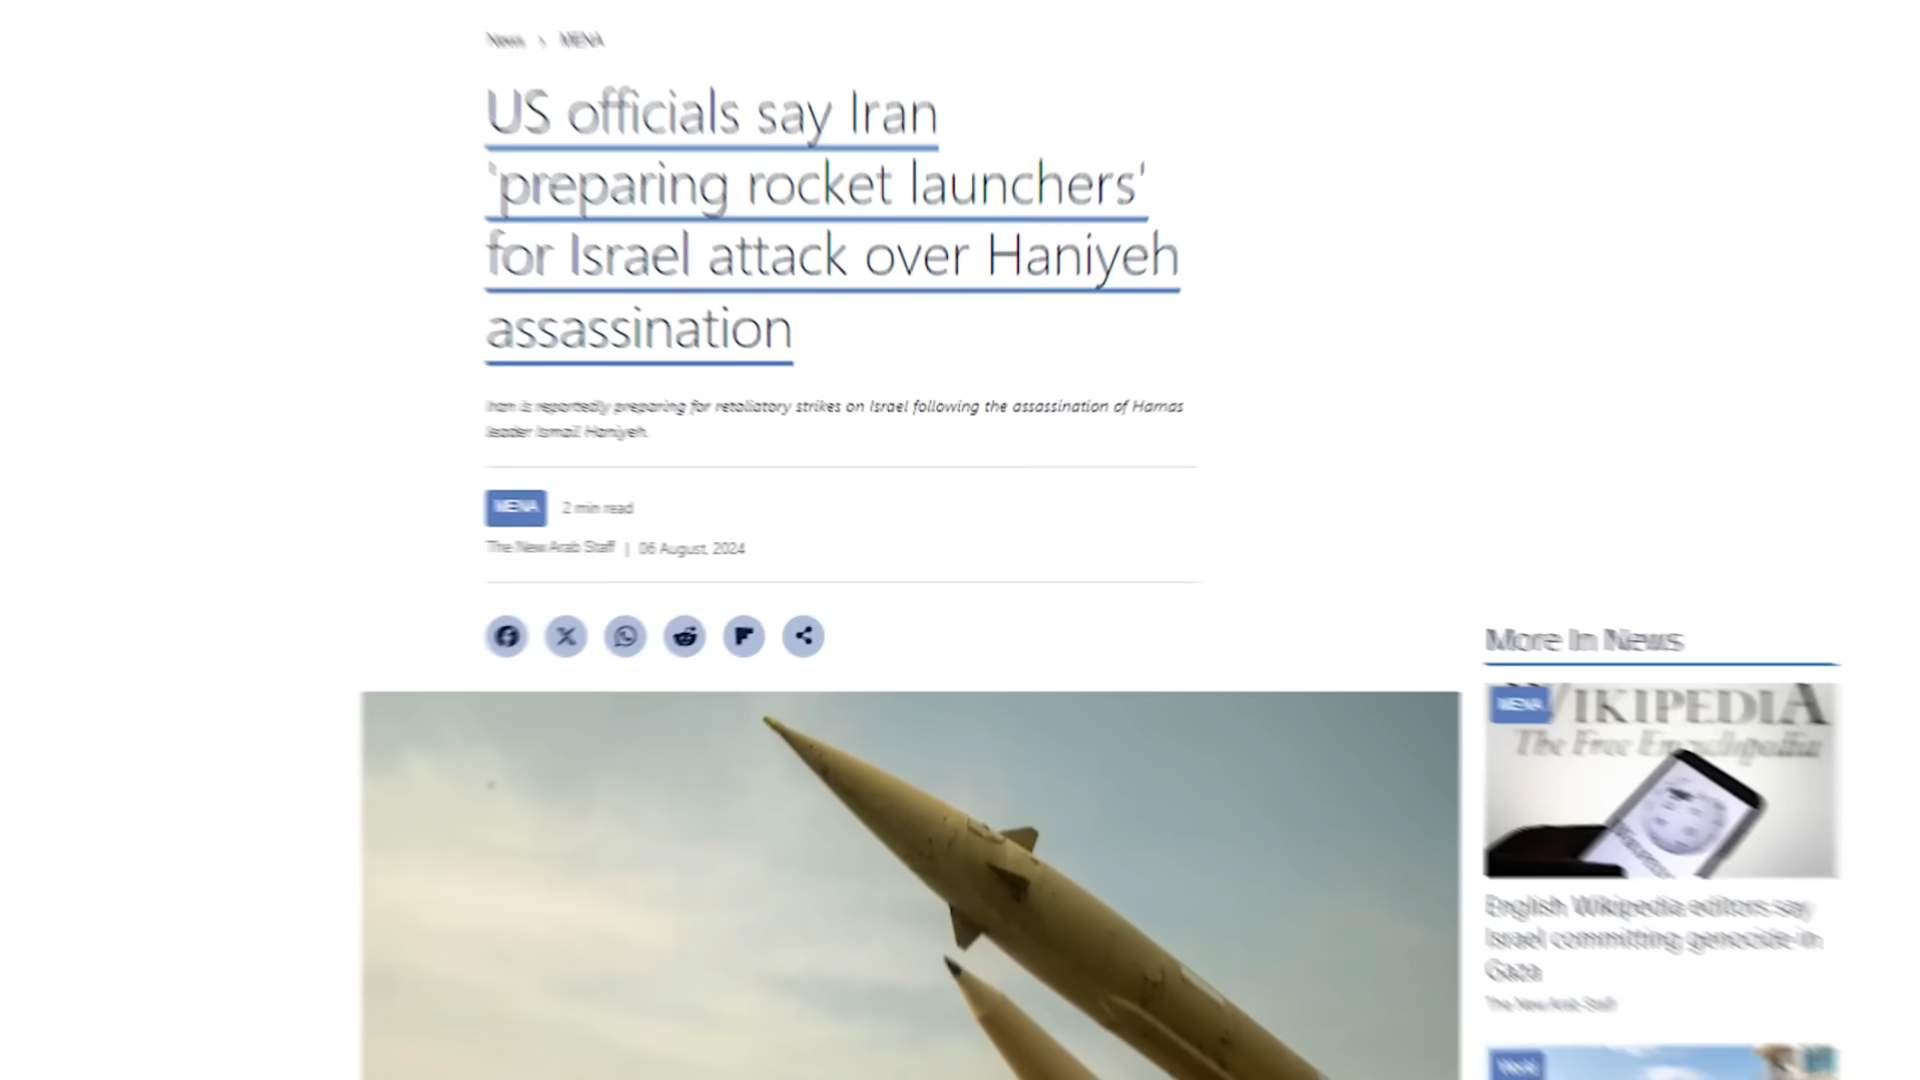 News > MENA
US officials say Iran
'preparing rocket launchers'
for Israel attack over Haniyeh
assassination
Iran is reportedly preparing for retaliatory strikes on Israel following the assassination of Hamas
leader Ismail Haniyeh.
MENA 2 min read
The New Arab Staff | 06 August, 2024
More In News
MENA
WIKIPEDIA
The Free Encyclopedia
English Wikipedia editors say
Israel committing genocide in
Gaza
The New Arab Staff